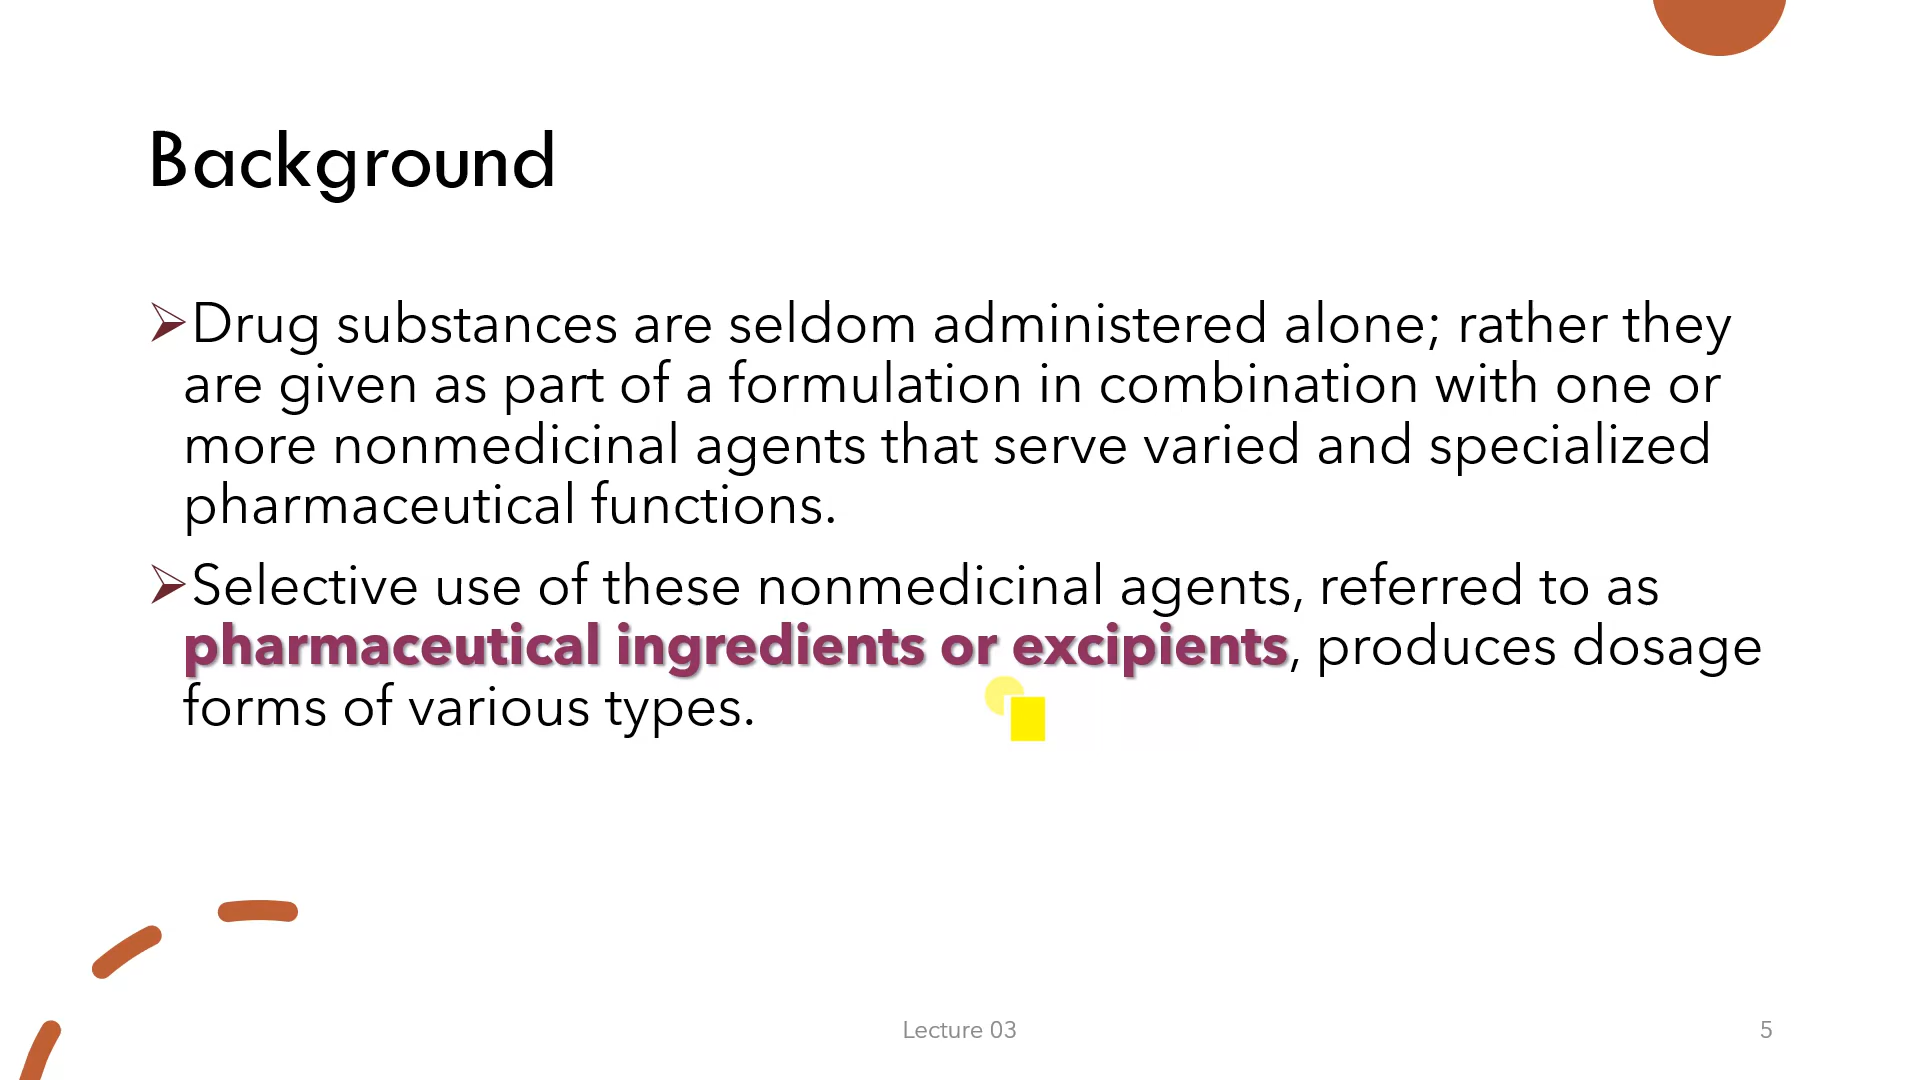 Background
Drug substances are seldom administered alone; rather they
are given as part of a formulation in combination with one or
more nonmedicinal agents that serve varied and specialized
pharmaceutical functions.
Selective use of these nonmedicinal agents, referred to as
pharmaceutical ingredients or excipients, produces dosage
forms of various types.
Lecture 03
5